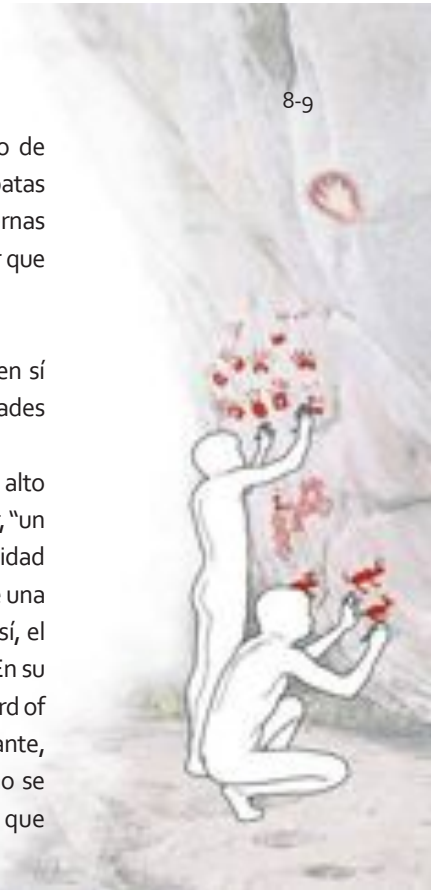 8-9
o de
patas
rnas
r que
en sí
ades
alto
, “un
idad
e una
sí, el
En su
rd of
ante,
o se
que